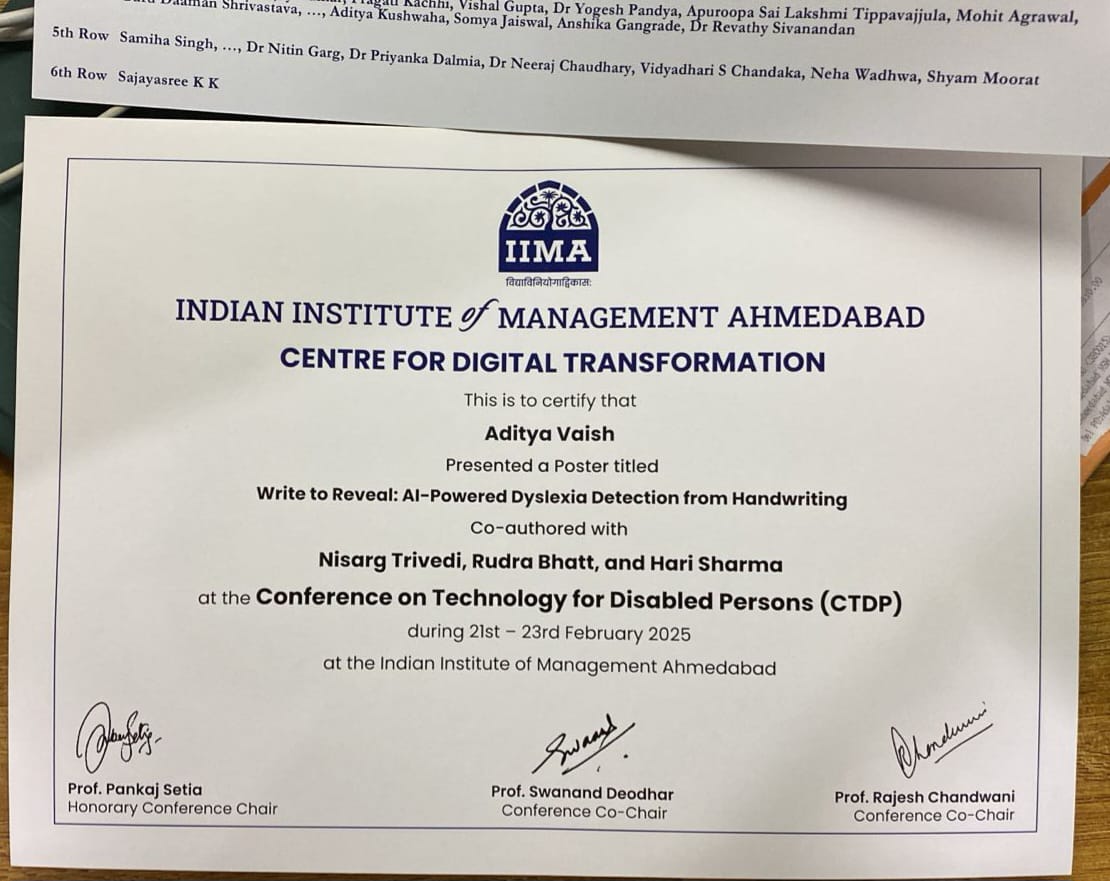 Shrivastava, ..., Aditya Kushwaha, Somya Jaiswal, Anshika Gangrade, Dr Revathy Sivanandan
Kachhi, Vishal Gupta, Dr Yogesh Pandya, Apuroopa Sai Lakshmi Tippavajjula, Mohit Agrawal,
5th Row Samiha Singh, ..., Dr Nitin Garg, Dr Priyanka Dalmia, Dr Neeraj Chaudhary, Vidyadhari S Chandaka, Neha Wadhwa, Shyam Moorat
6th Row Sajayasree K K
IIMA
विद्याविनियोगाद्विकासः
INDIAN INSTITUTE of MANAGEMENT AHMEDABAD
CENTRE FOR DIGITAL TRANSFORMATION
This is to certify that
Aditya Vaish
Presented a Poster titled
Write to Reveal: AI-Powered Dyslexia Detection from Handwriting
Co-authored with
Nisarg Trivedi, Rudra Bhatt, and Hari Sharma
at the Conference on Technology for Disabled Persons (CTDP)
during 21st – 23rd February 2025
at the Indian Institute of Management Ahmedabad
Prof. Pankaj Setia
Honorary Conference Chair
Prof. Swanand Deodhar
Conference Co-Chair
Prof. Rajesh Chandwani
Conference Co-Chair